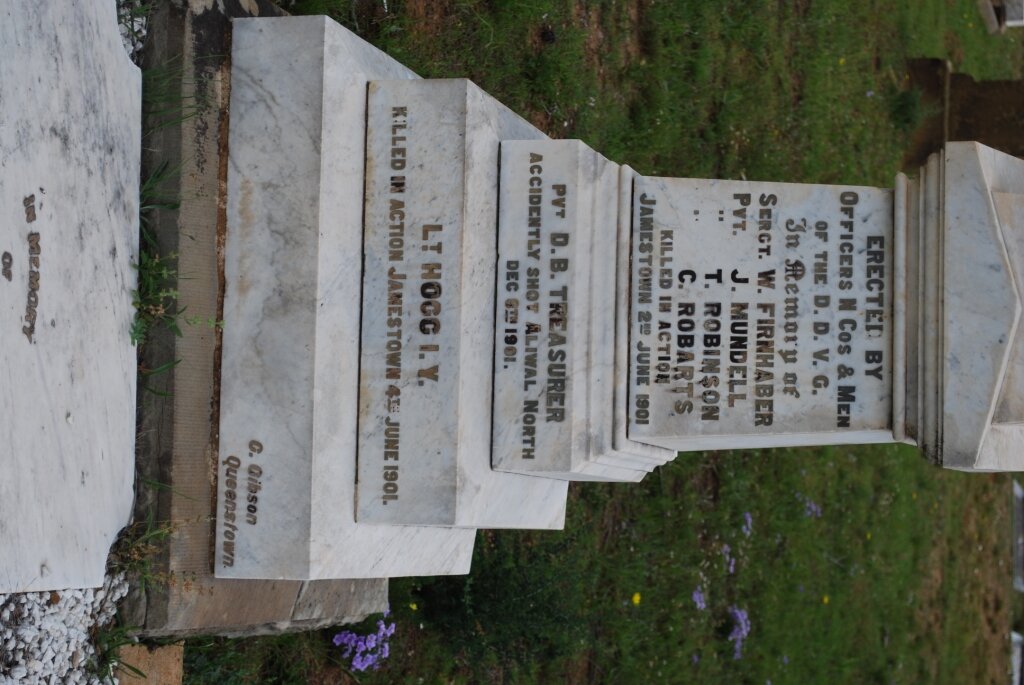 ERECTED BY
OFFICERS N COS & MEN
OF THE D. D. V. G.
In Memory of
SERGT. W. FIRNHABER
PVT. J. MUNDELL
" T. ROBINSON
" C. ROBARTS
KILLED IN ACTION
JAMESTOWN 2ND JUNE 1901
PVT D. B. TREASURER
ACCIDENTLY SHOT ALIWAL NORTH
DEC 9TH 1901.
LT HOGG I. Y.
KILLED IN ACTION JAMESTOWN 4TH JUNE 1901.
G. Gibson
Queenstown
IN MEMORY
OF